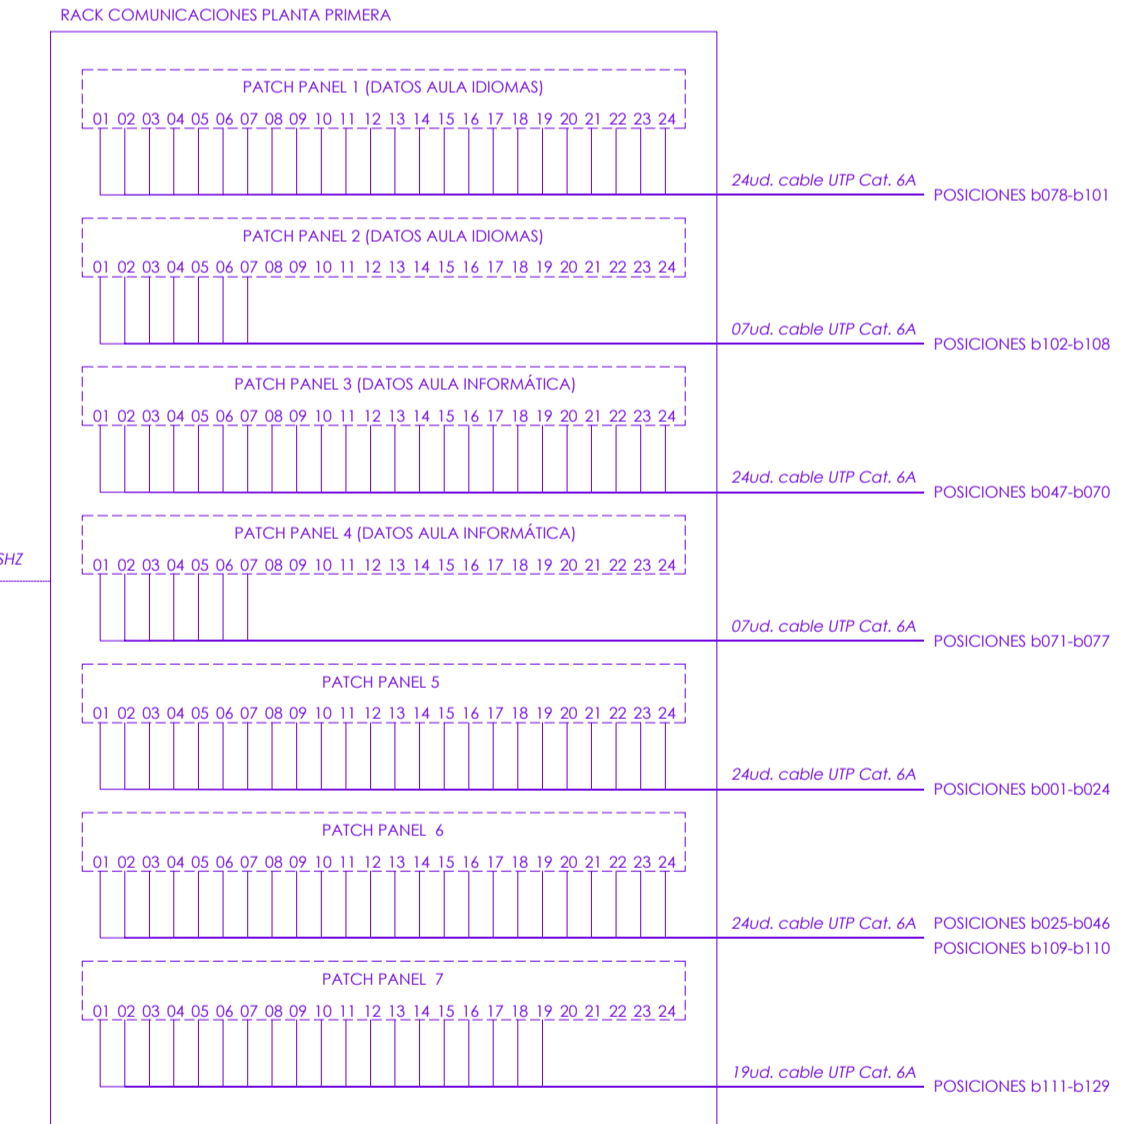 RACK COMUNICACIONES PLANTA PRIMERA
PATCH PANEL 1 (DATOS AULA IDIOMAS)
01 02 03 04 05 06 07 08 09 10 11 12 13 14 15 16 17 18 19 20 21 22 23 24
24ud. cable UTP Cat. 6A
POSICIONES b078-b101
PATCH PANEL 2 (DATOS AULA IDIOMAS)
01 02 03 04 05 06 07 08 09 10 11 12 13 14 15 16 17 18 19 20 21 22 23 24
07ud. cable UTP Cat. 6A
POSICIONES b102-b108
PATCH PANEL 3 (DATOS AULA INFORMÁTICA)
01 02 03 04 05 06 07 08 09 10 11 12 13 14 15 16 17 18 19 20 21 22 23 24
24ud. cable UTP Cat. 6A
POSICIONES b047-b070
PATCH PANEL 4 (DATOS AULA INFORMÁTICA)
SHZ
01 02 03 04 05 06 07 08 09 10 11 12 13 14 15 16 17 18 19 20 21 22 23 24
07ud. cable UTP Cat. 6A
POSICIONES b071-b077
PATCH PANEL 5
01 02 03 04 05 06 07 08 09 10 11 12 13 14 15 16 17 18 19 20 21 22 23 24
24ud. cable UTP Cat. 6A
POSICIONES b001-b024
PATCH PANEL 6
01 02 03 04 05 06 07 08 09 10 11 12 13 14 15 16 17 18 19 20 21 22 23 24
24ud. cable UTP Cat. 6A
POSICIONES b025-b046
POSICIONES b109-b110
PATCH PANEL 7
01 02 03 04 05 06 07 08 09 10 11 12 13 14 15 16 17 18 19 20 21 22 23 24
19ud. cable UTP Cat. 6A
POSICIONES b111-b129